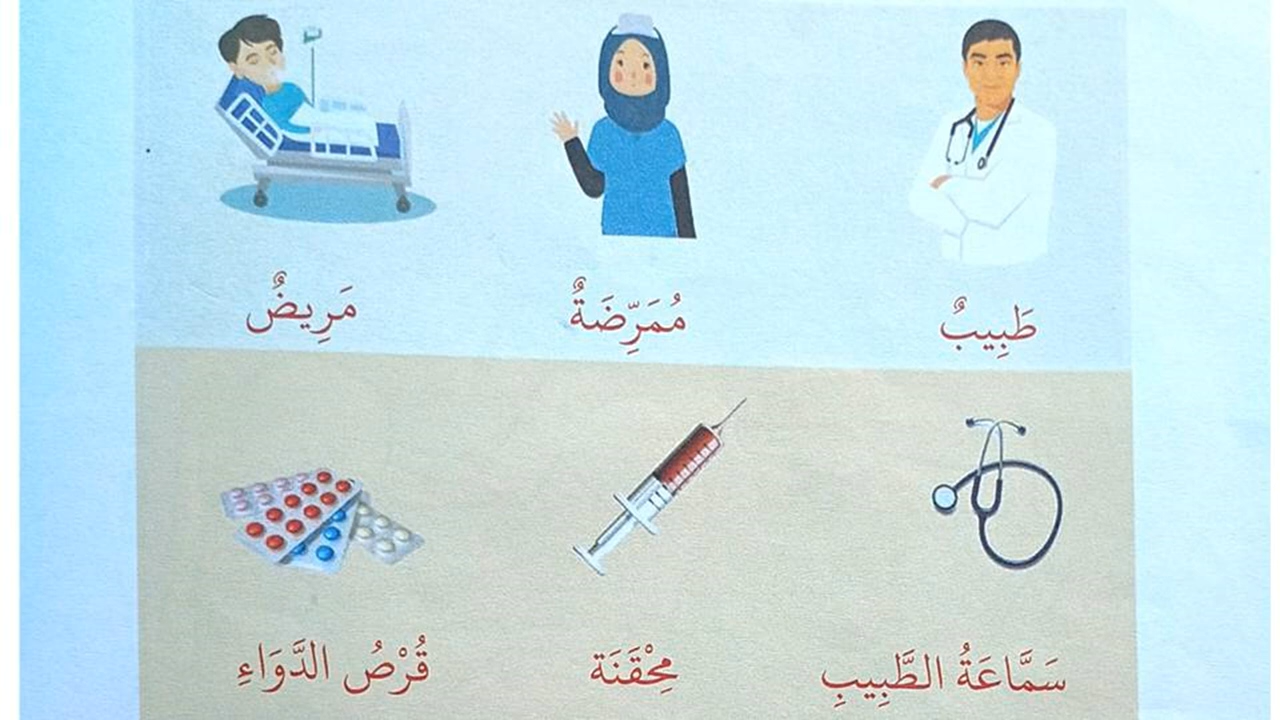 طَبِيبٌ مُمَرِّضَةٌ مَرِيضٌ
سَمَّاعَةُ الطَّبِيبِ مِحْقَنَة قُرْصُ الدَّوَاءِ